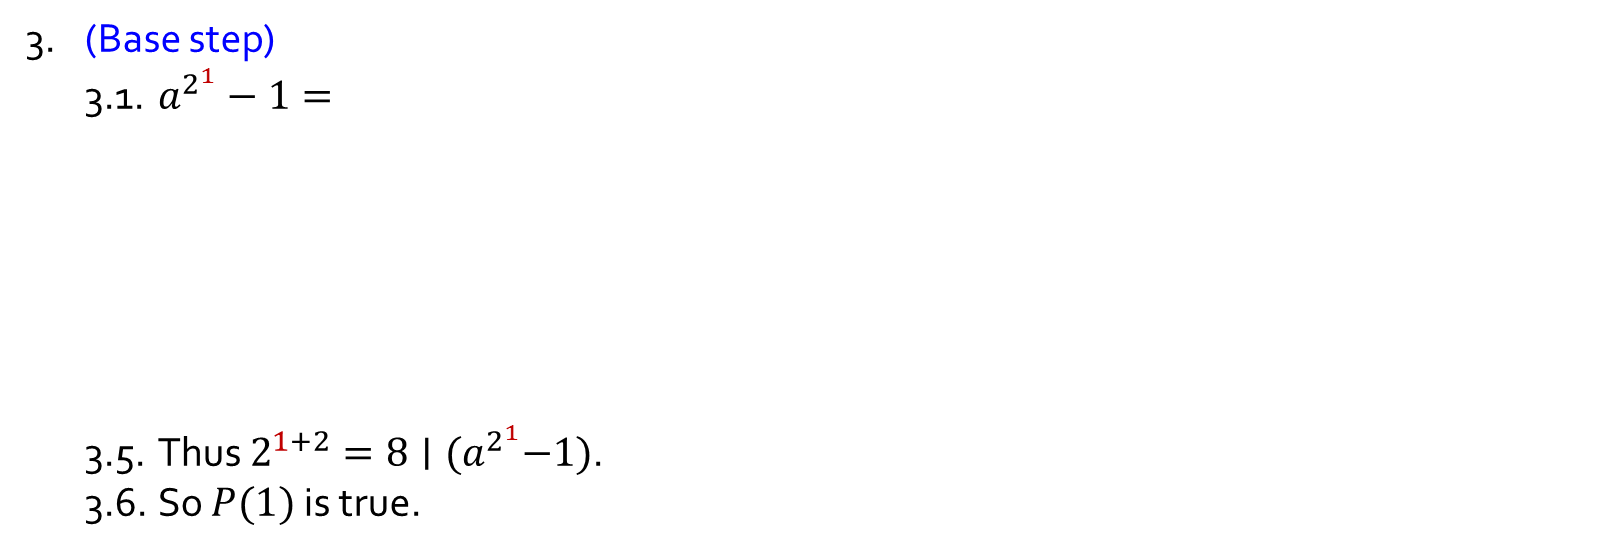 3. (Base step)
3.1. 𝑎^{2^1} − 1 =
3.5. Thus 2^{1+2} = 8 | (𝑎^{2^1}−1).
3.6. So 𝑃(1) is true.